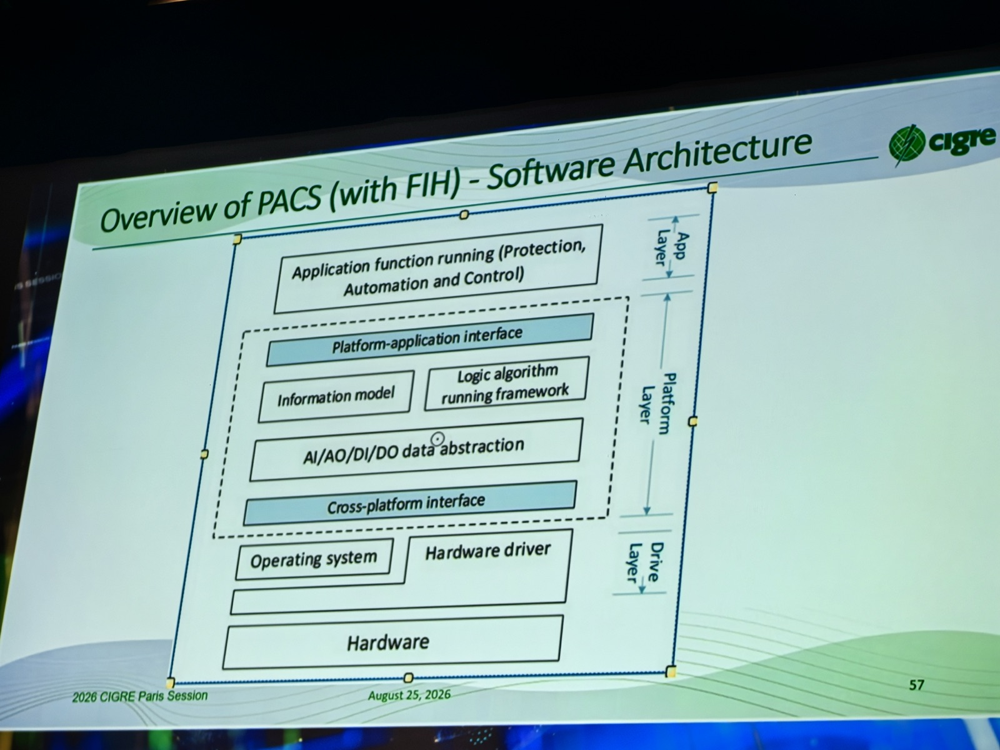 Overview of PACS (with FIH) - Software Architecture
cigre
Application function running (Protection,
Automation and Control)
App
Layer
Platform-application interface
Information model
Logic algorithm
running framework
Platform
Layer
AI/AO/DI/DO data abstraction
Cross-platform interface
Operating system
Hardware driver
Drive
Layer
Hardware
2026 CIGRE Paris Session
August 25, 2026
57